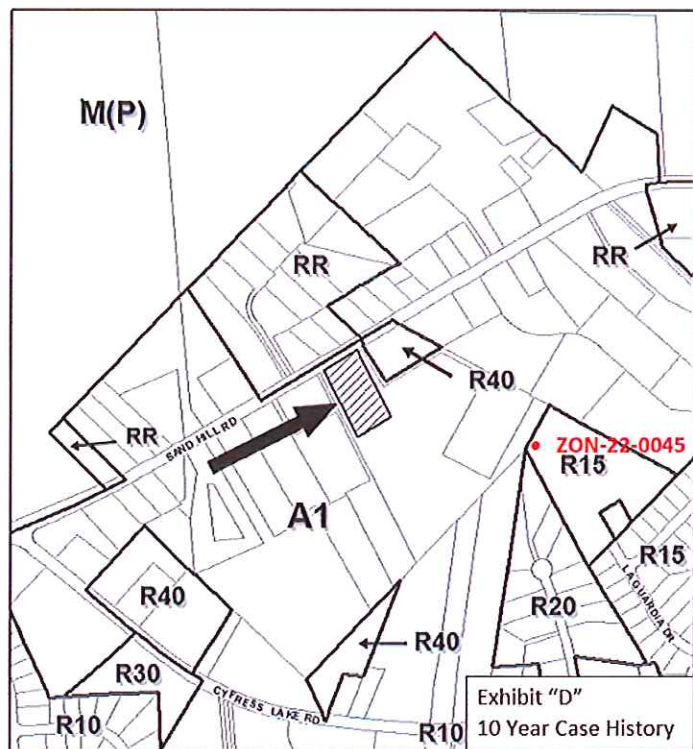 M(P)
RR
RR
R40
RR
SAND HILL RD
ZON-22-0045
R15
A1
R40
R15
LAGUARDIA DR
R20
R40
R30
CYPRESS LAKE RD
R10
R10
Exhibit "D"
10 Year Case History